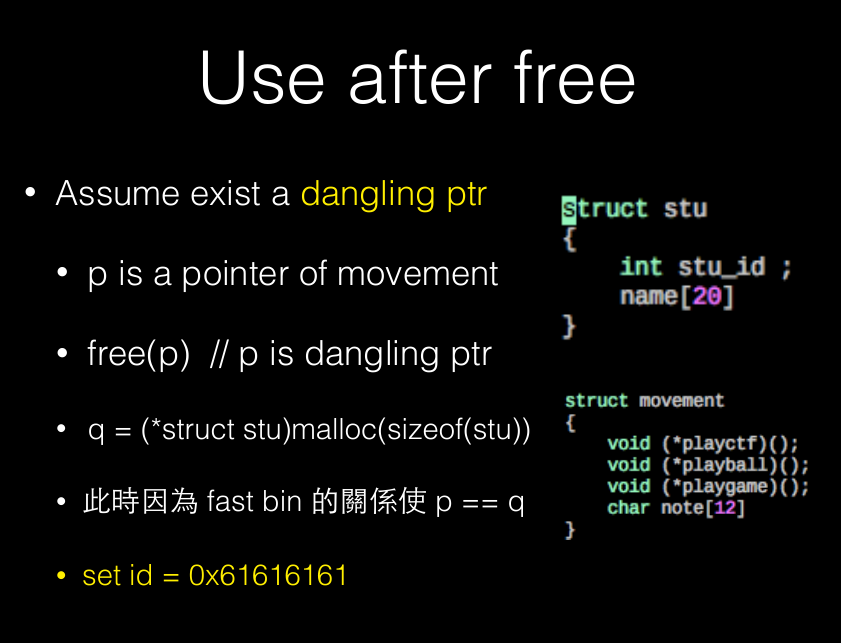 Use after free
• Assume exist a dangling ptr
• p is a pointer of movement
• free(p) // p is dangling ptr
• q = (*struct stu)malloc(sizeof(stu))
• 此時因為 fast bin 的關係使 p == q
• set id = 0x61616161
struct stu
{
int stu_id ;
name[20]
}
struct movement
{
void (*playctf)();
void (*playball)();
void (*playgame)();
char note[12]
}